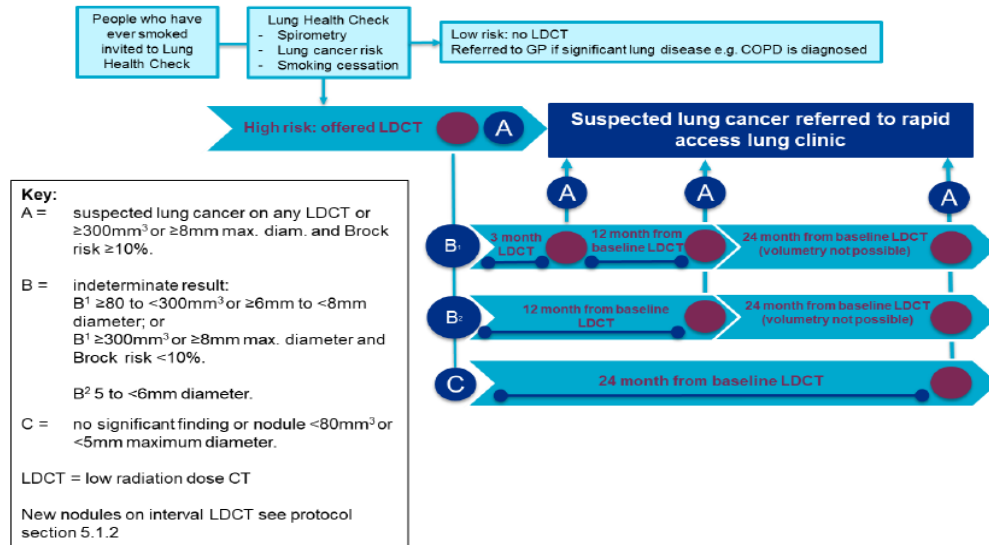 People who have
ever smoked
invited to Lung
Health Check
Lung Health Check
- Spirometry
- Lung cancer risk
- Smoking cessation
Low risk: no LDCT
Referred to GP if significant lung disease e.g. COPD is diagnosed
High risk: offered LDCT
A
Suspected lung cancer referred to rapid
access lung clinic
A
A
A
B1
3 month
LDCT
12 month from
baseline LDCT
24 month from baseline LDCT
(volumetry not possible)
B2
12 month from baseline
LDCT
24 month from baseline LDCT
(volumetry not possible)
C
24 month from baseline LDCT
Key:
A = suspected lung cancer on any LDCT or
≥300mm³ or ≥8mm max. diam. and Brock
risk ≥10%.
B = indeterminate result:
B¹ ≥80 to <300mm³ or ≥6mm to <8mm
diameter; or
B¹ ≥300mm³ or ≥8mm max. diameter and
Brock risk <10%.
B² 5 to <6mm diameter.
C = no significant finding or nodule <80mm³ or
<5mm maximum diameter.
LDCT = low radiation dose CT
New nodules on interval LDCT see protocol
section 5.1.2